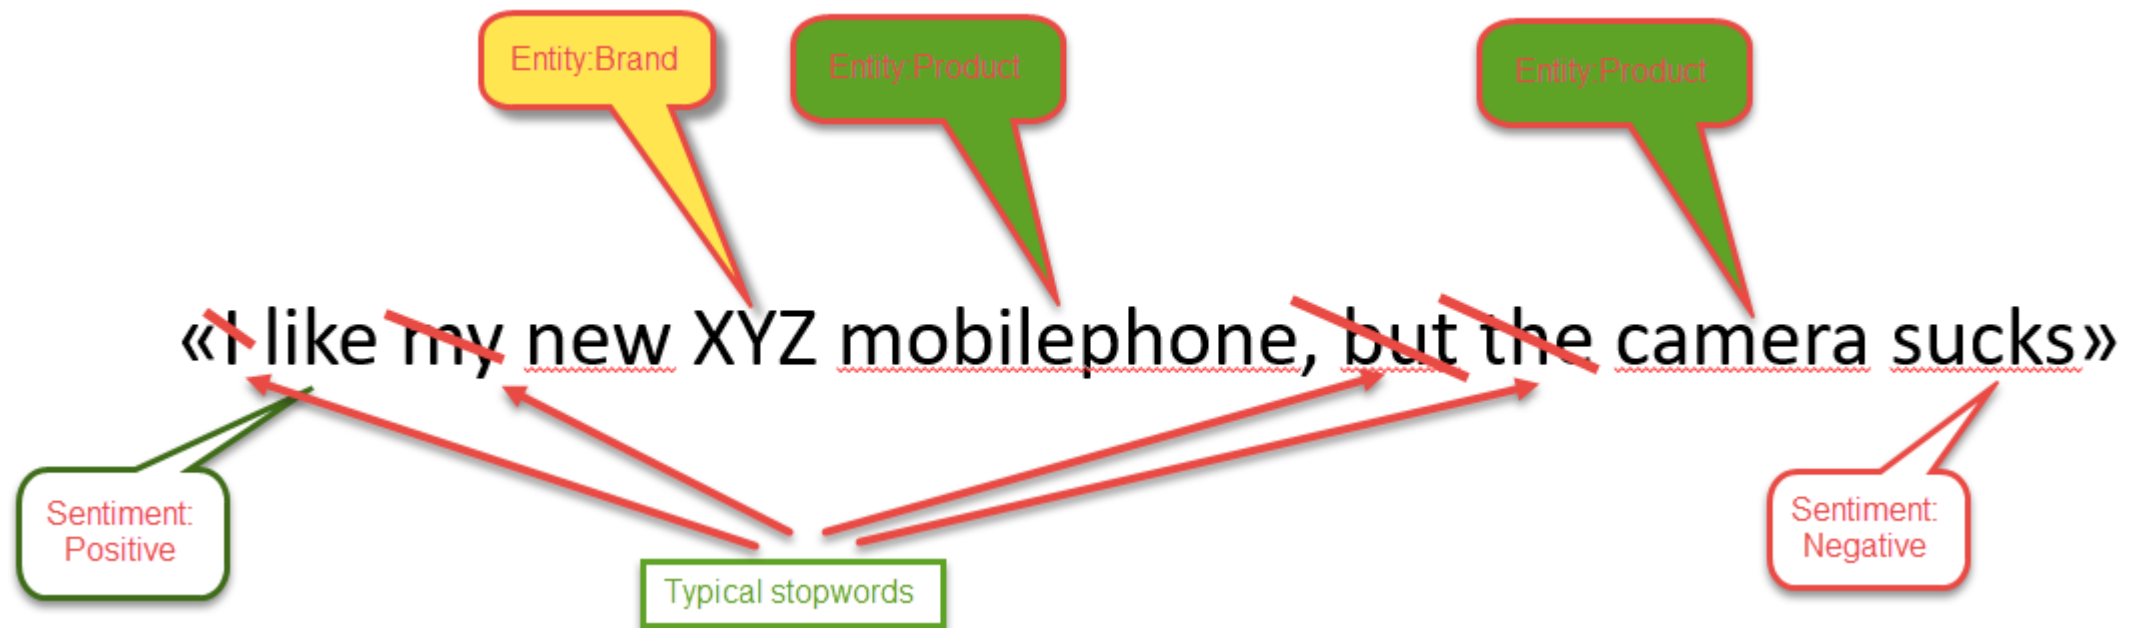 Entity:Brand
Entity:Product
Entity:Product
«I like my new XYZ mobilephone, but the camera sucks»
Sentiment:
Positive
Typical stopwords
Sentiment:
Negative